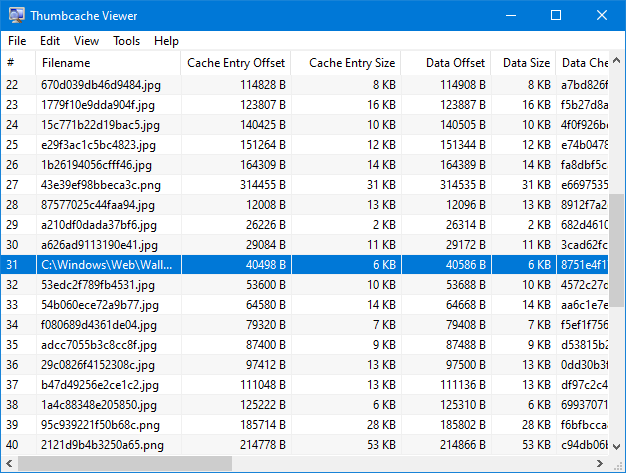 Thumbcache Viewer
File Edit View Tools Help
# Filename Cache Entry Offset Cache Entry Size Data Offset Data Size Data Che
22 670d039db46d9484.jpg 114828 B 8 KB 114908 B 8 KB a7bd826f
23 1779f10e9dda904f.jpg 123807 B 16 KB 123887 B 16 KB f5b27d8a
24 15c771b22d19bac5.jpg 140425 B 10 KB 140505 B 10 KB 4f0f926b
25 e29f3ac1c5bc4823.jpg 151264 B 12 KB 151344 B 12 KB e74b0478
26 1b26194056cfff46.jpg 164309 B 14 KB 164389 B 14 KB fa8dbf5c
27 43e39ef98bbeca3c.png 314455 B 31 KB 314535 B 31 KB e6697535
28 87577025c44faa94.jpg 12008 B 13 KB 12096 B 13 KB 8912f7a2
29 a210df0dada37bf6.jpg 26226 B 2 KB 26314 B 2 KB 682d4610
30 a626ad9113190e41.jpg 29084 B 11 KB 29172 B 11 KB 3cad62fc
31 C:\Windows\Web\Wall... 40498 B 6 KB 40586 B 6 KB 8751e4f1
32 53edc2f789fb4531.jpg 53600 B 10 KB 53688 B 10 KB 4572c27d
33 54b060ece72a9b77.jpg 64580 B 14 KB 64668 B 14 KB aa6c1e7e
34 f080689d4361de04.jpg 79320 B 7 KB 79408 B 7 KB f5ef1f756
35 adcc7055b3c8cc8f.jpg 87400 B 9 KB 87488 B 9 KB d53815b2
36 29c0826f4152308c.jpg 97412 B 13 KB 97500 B 13 KB 0dd30b3f
37 b47d49256e2ce1c2.jpg 111048 B 13 KB 111136 B 13 KB df97c2c4
38 1a4c88348e205850.jpg 125222 B 6 KB 125310 B 6 KB 69937071
39 95c939221f50b68c.png 185714 B 28 KB 185802 B 28 KB f6bfbcca
40 2121d9b4b3250a65.png 214778 B 53 KB 214866 B 53 KB c94db06b